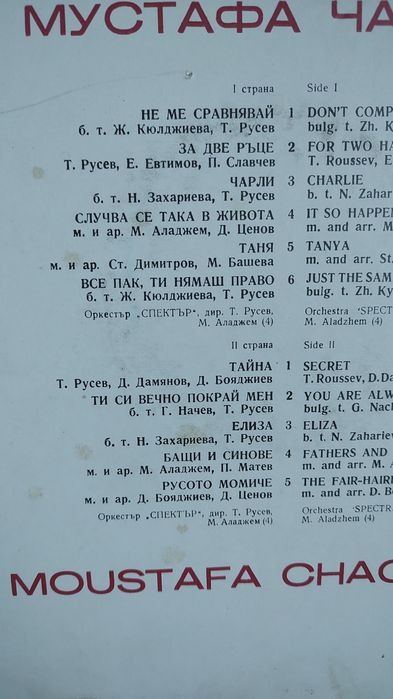 МУСТАФА ЧА
I страна Side I
НЕ МЕ СРАВНЯВАЙ 1 DON'T COMP
б. т. Ж. Кюлджиева, Т. Русев bulg. t. Zh. K
ЗА ДВЕ РЪЦЕ 2 FOR TWO HA
Т. Русев, Е. Евтимов, П. Славчев T. Roussev, E.
ЧАРЛИ 3 CHARLIE
б. т. Н. Захариева, Т. Русев b. t. N. Zahar
СЛУЧВА СЕ ТАКА В ЖИВОТА 4 IT SO HAPPE
м. и ар. М. Аладжем, Д. Ценов m. and arr. M
ТАНЯ 5 TANYA
м. и ар. Ст. Димитров, М. Башева m. and arr. St.
ВСЕ ПАК, ТИ НЯМАШ ПРАВО 6 JUST THE SAM
б. т. Ж. Кюлджиева, Т. Русев bulg. t. Zh. Ky
Оркестър „СПЕКТЪР“, дир. Т. Русев, Orchestra 'SPECT
М. Аладжем (4) M. Aladzhem (4)
II страна Side II
ТАЙНА 1 SECRET
Т. Русев, Д. Дамянов, Д. Бояджиев T. Roussev, D. Da
ТИ СИ ВЕЧНО ПОКРАЙ МЕН 2 YOU ARE ALW
б. т. Г. Начев, Т. Русев bulg. t. G. Nach
ЕЛИЗА 3 ELIZA
б. т. Н. Захариева, Т. Русев b. t. N. Zahariev
БАЩИ И СИНОВЕ 4 FATHERS AND
м. и ар. М. Аладжем, П. Матев m. and arr. M. A
РУСОТО МОМИЧЕ 5 THE FAIR-HAIR
м. и ар. Д. Бояджиев, Д. Ценов m. and arr. D. Bo
Оркестър „СПЕКТЪР“, дир. Т. Русев, Orchestra 'SPECTR
М. Аладжем (4) M. Aladzhem (4)
MOUSTAFA CHAO